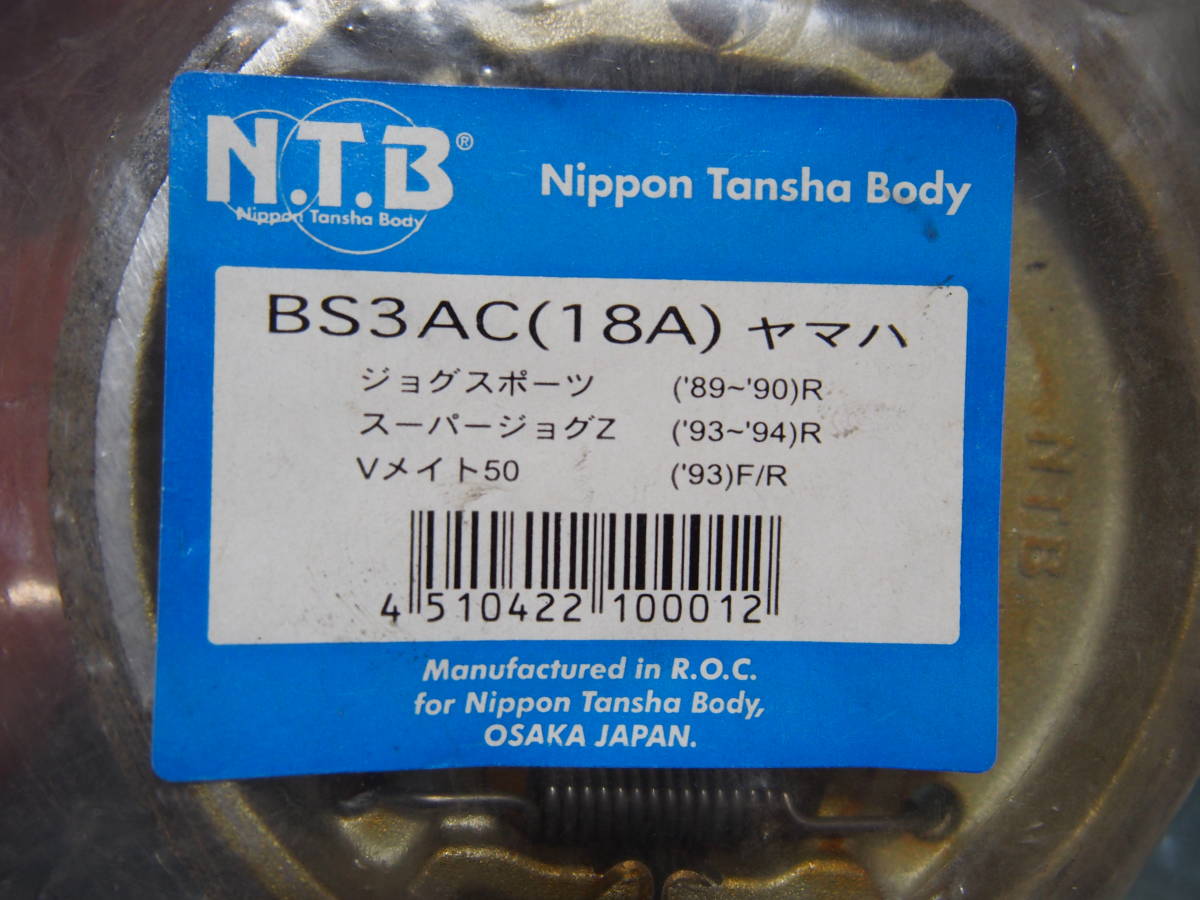 N.T.B®
Nippon Tansha Body
Nippon Tansha Body
BS3AC(18A) ヤマハ
ジョグスポーツ ('89~'90)R
スーパージョグZ ('93~'94)R
Vメイト50 ('93)F/R
4 510422 100012
Manufactured in R.O.C.
for Nippon Tansha Body,
OSAKA JAPAN.
NTB